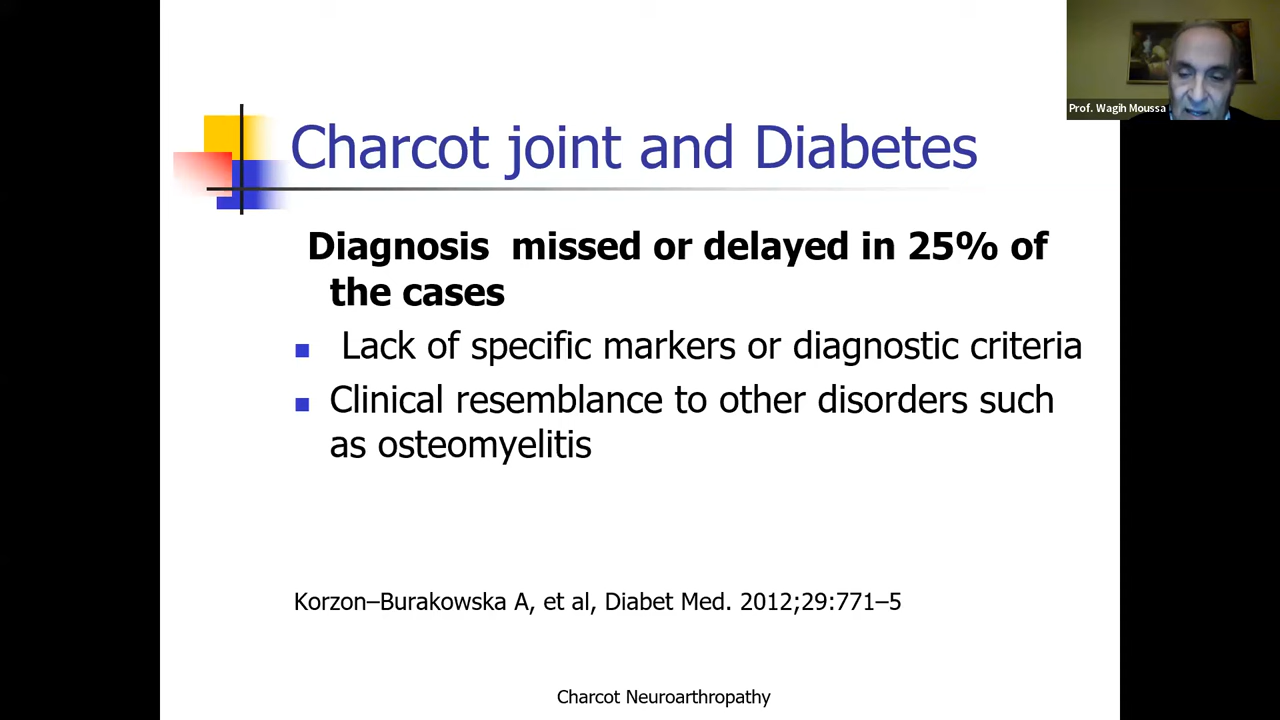 Prof. Wagih Moussa
Charcot joint and Diabetes
Diagnosis missed or delayed in 25% of
the cases
Lack of specific markers or diagnostic criteria
Clinical resemblance to other disorders such
as osteomyelitis
Korzon–Burakowska A, et al, Diabet Med. 2012;29:771–5
Charcot Neuroarthropathy